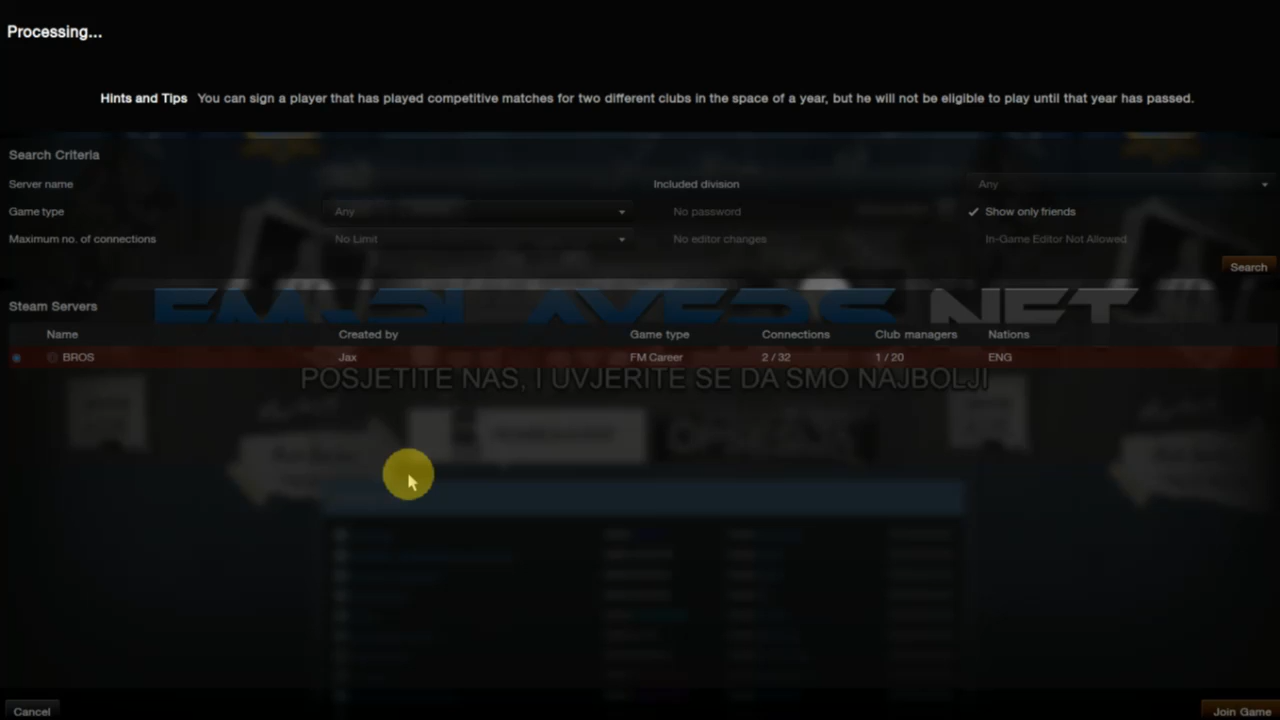 Processing...
Hints and Tips You can sign a player that has played competitive matches for two different clubs in the space of a year, but he will not be eligible to play until that year has passed.
Search Criteria
Server name Included division Any
Game type Any No password Show only friends
Maximum no. of connections No Limit No editor changes In-Game Editor Not Allowed
Search
Steam Servers
Name Created by Game type Connections Club managers Nations
BROS Jax FM Career 2 / 32 1 / 20 ENG
POSJETITE NAS, I UVJERITE SE DA SMO NAJBOLJI
Cancel Join Game